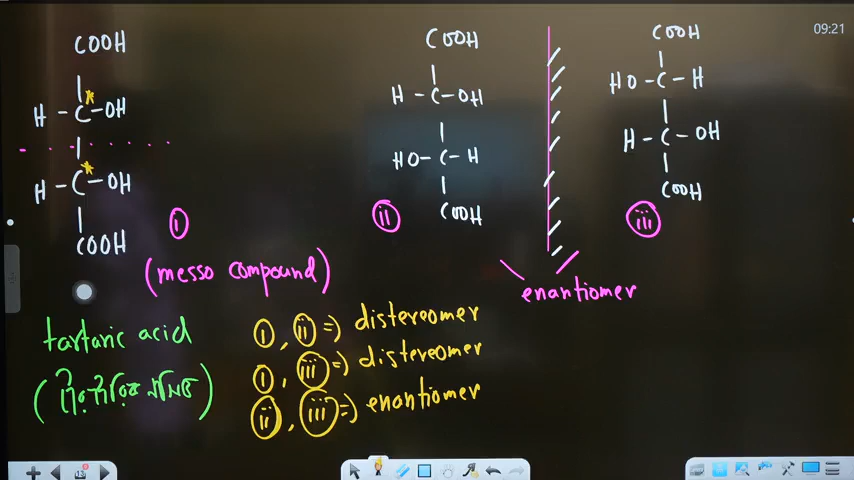 09:21
COOH
H - C - OH
H - C - OH
COOH
i
(messo compound)
COOH
H - C - OH
HO - C - H
COOH
ii
COOH
HO - C - H
H - C - OH
COOH
iii
enantiomer
tartaric acid
i, ii => distereomer
i, iii => distereomer
ii, iii => enantiomer
13